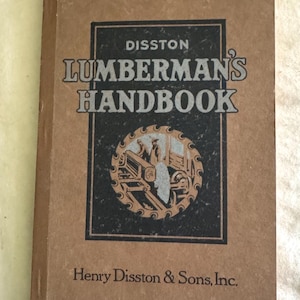 DISSTON
LUMBERMAN'S
HANDBOOK
Henry Disston & Sons, Inc.